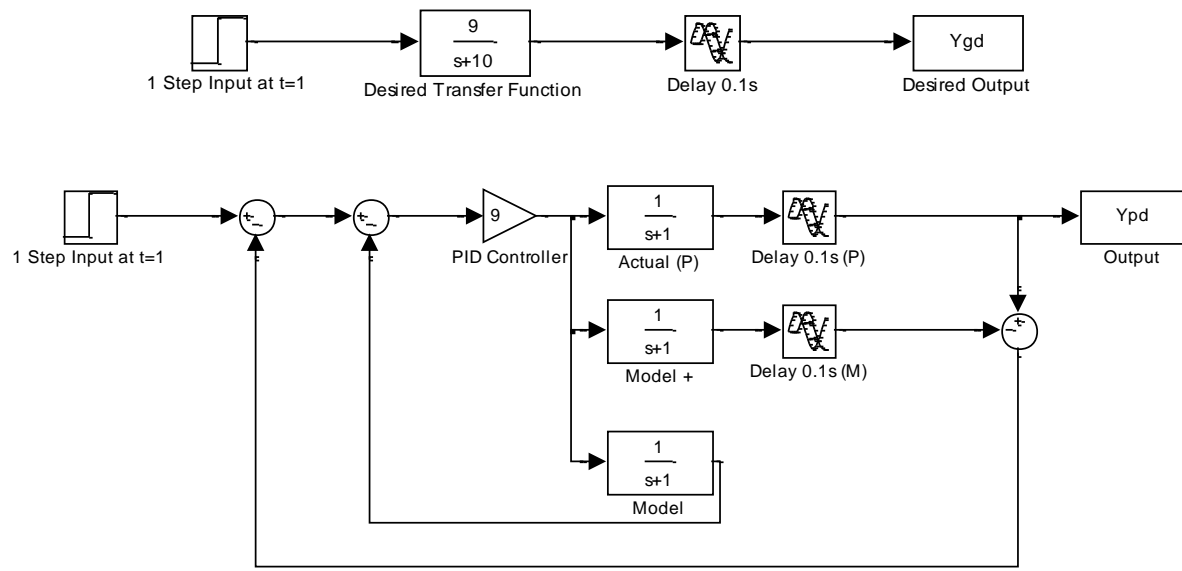 9
s+10
Ygd
1 Step Input at t=1
Desired Transfer Function
Delay 0.1s
Desired Output
+
−
+
−
9
1
s+1
Ypd
1 Step Input at t=1
PID Controller
Actual (P)
Delay 0.1s (P)
Output
1
s+1
+
−
Model +
Delay 0.1s (M)
1
s+1
Model